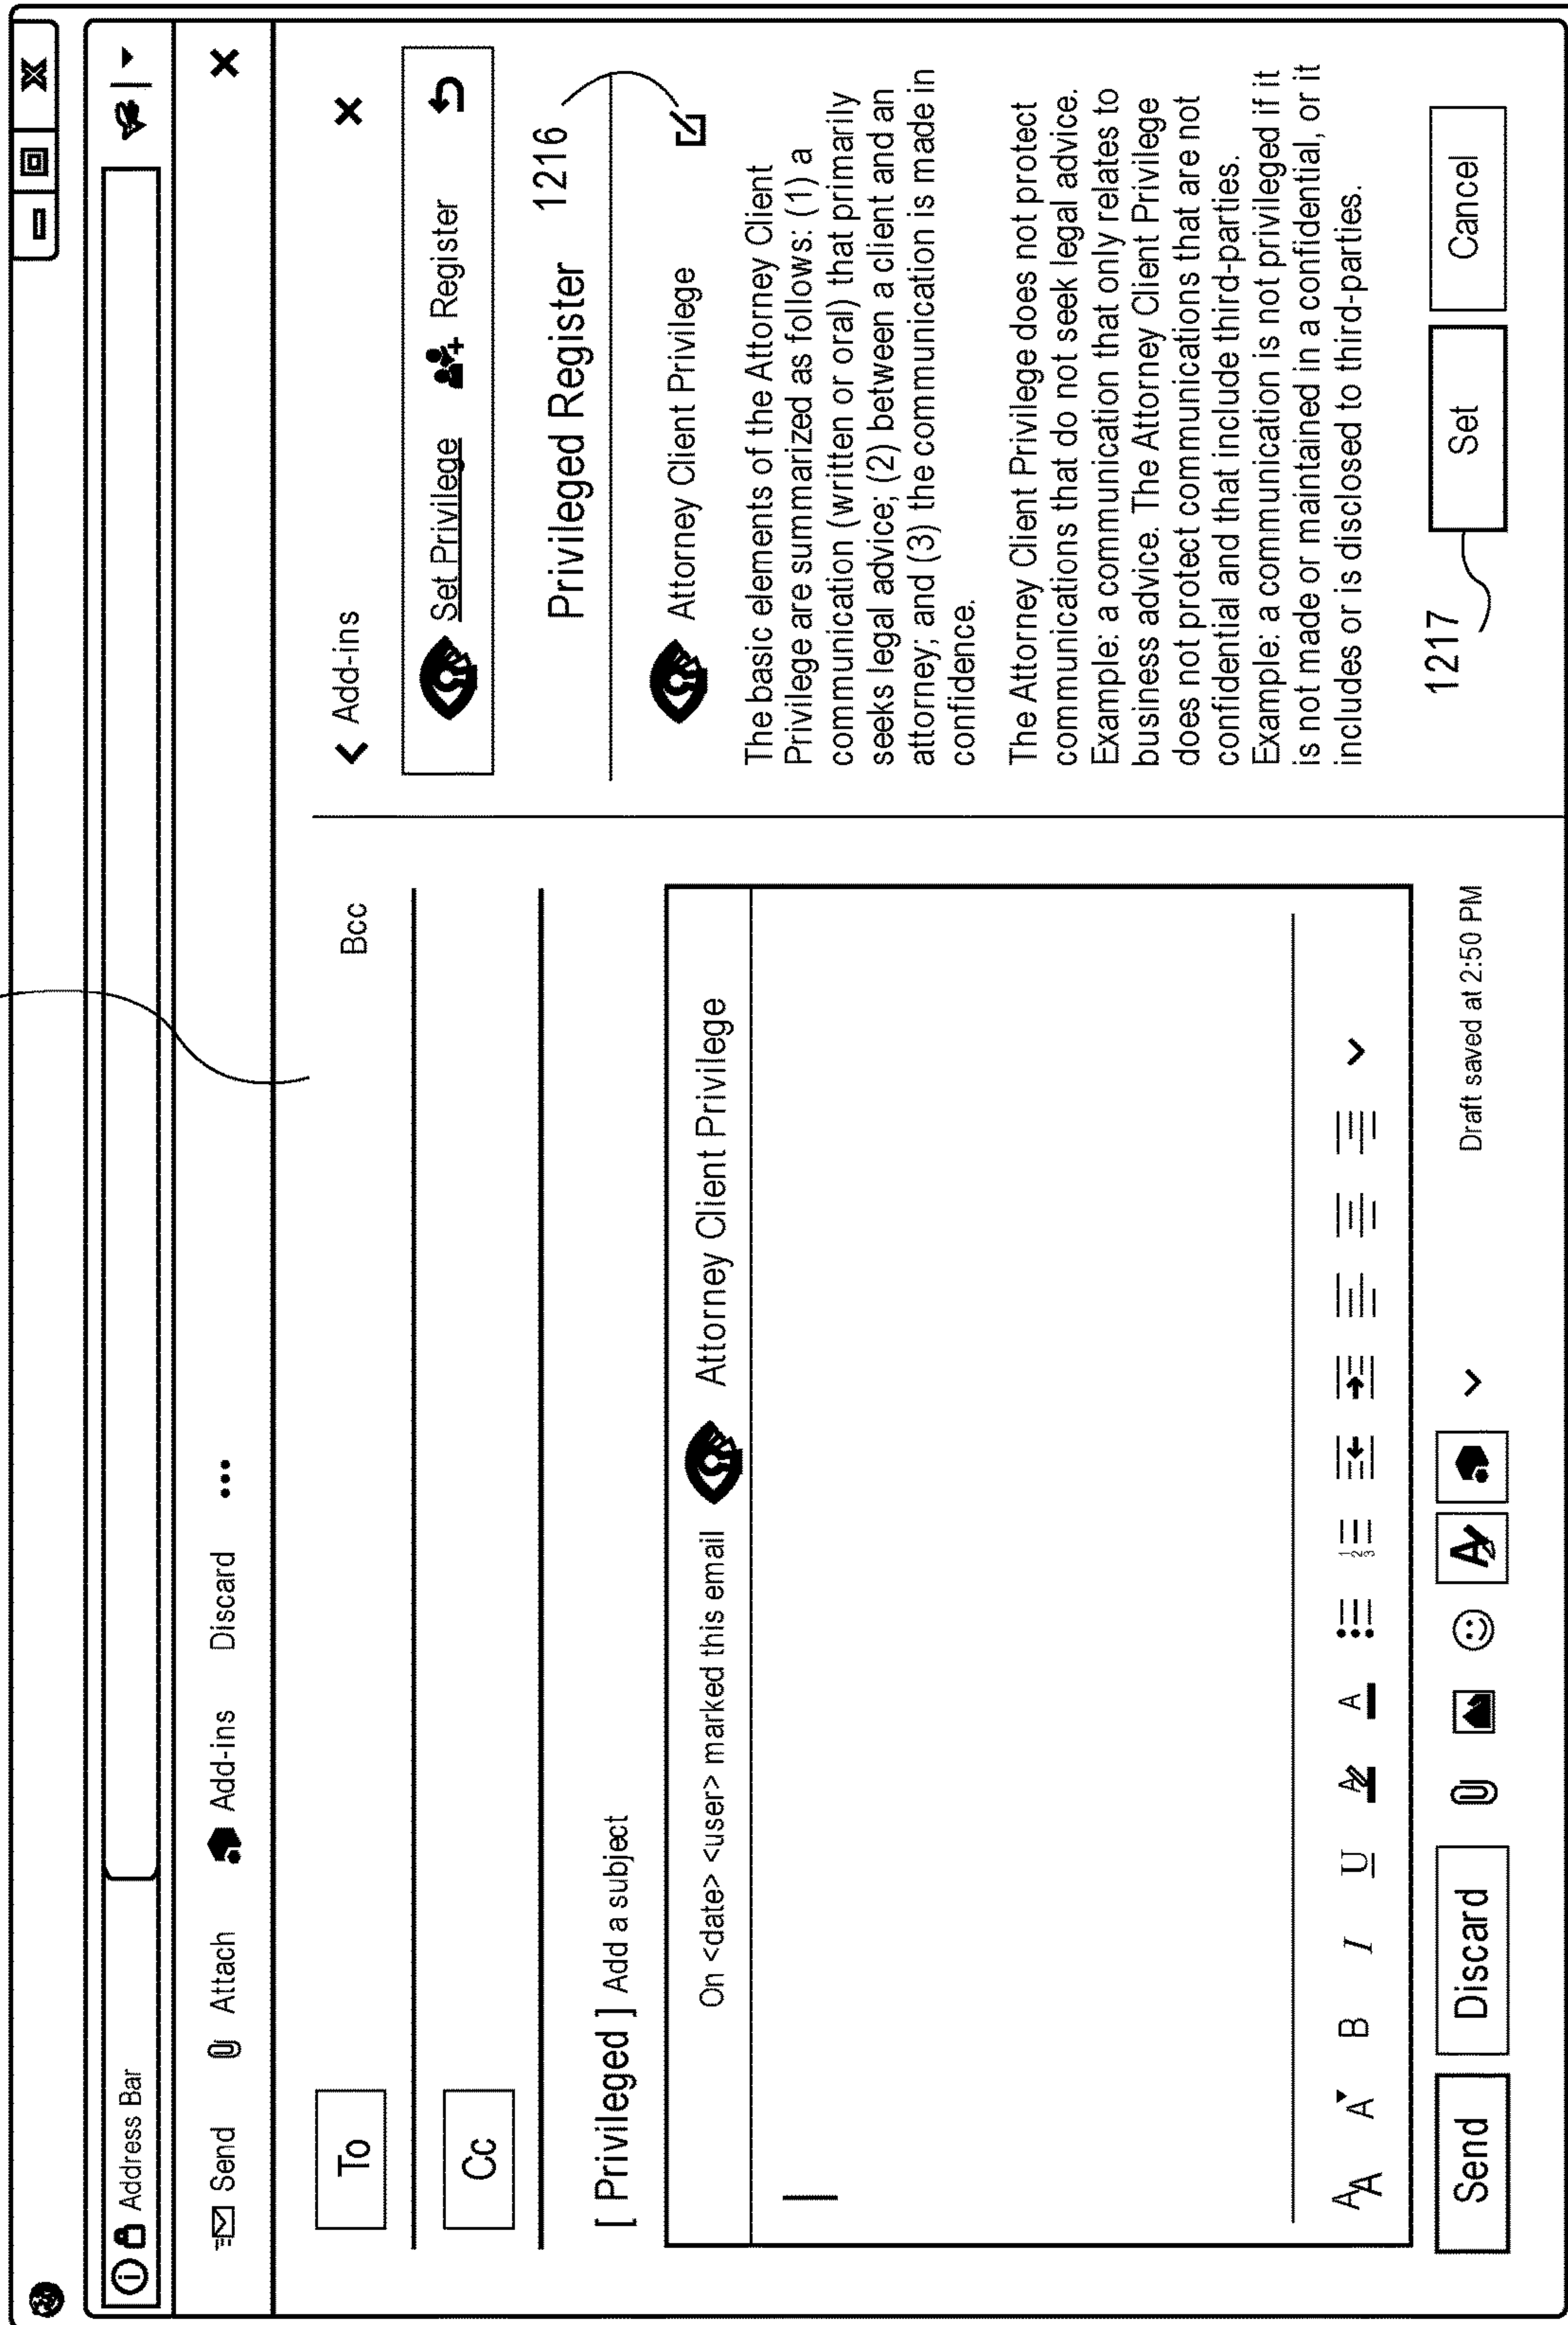 Address Bar
Send Attach Add-ins Discard •••
To
Bcc
Cc
[ Privileged ] Add a subject
On <date> <user> marked this email Attorney Client Privilege
AA A B I U A A
Send Discard
Draft saved at 2:50 PM
Add-ins
Set Privilege Register
Privileged Register 1216
Attorney Client Privilege
The basic elements of the Attorney Client
Privilege are summarized as follows: (1) a
communication (written or oral) that primarily
seeks legal advice; (2) between a client and an
attorney; and (3) the communication is made in
confidence.
The Attorney Client Privilege does not protect
communications that do not seek legal advice.
Example: a communication that only relates to
business advice. The Attorney Client Privilege
does not protect communications that are not
confidential and that include third-parties.
Example: a communication is not privileged if it
is not made or maintained in a confidential, or it
includes or is disclosed to third-parties.
1217 Set Cancel